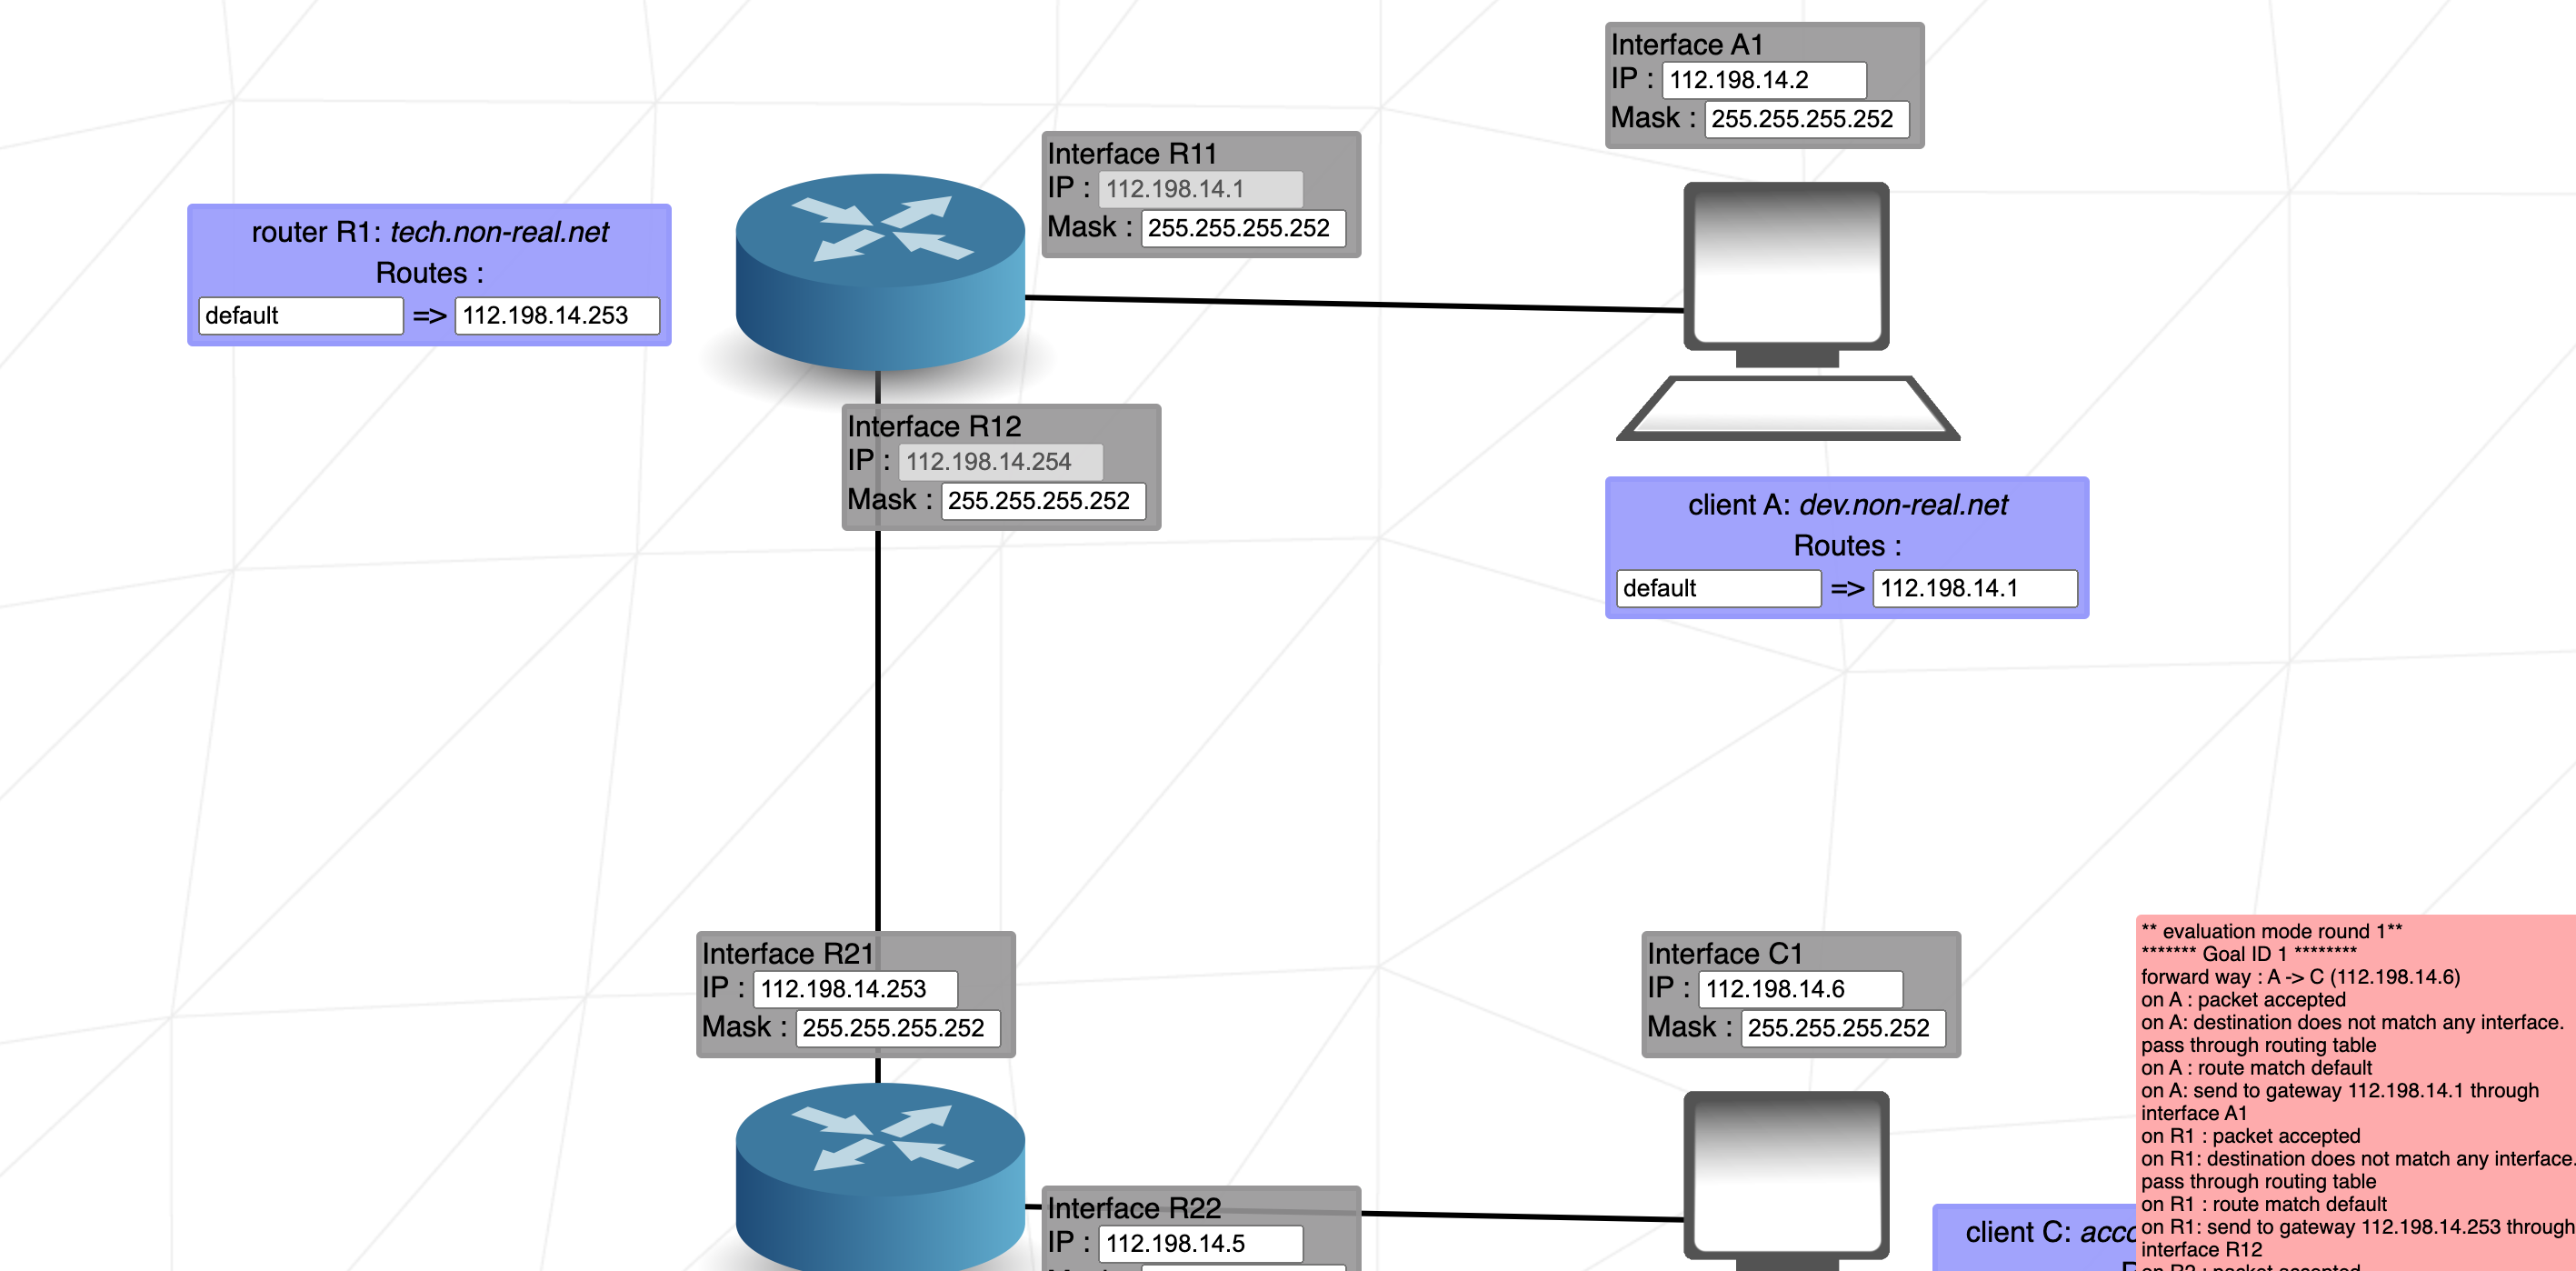 Interface A1
IP : 112.198.14.2
Mask : 255.255.255.252
Interface R11
IP : 112.198.14.1
Mask : 255.255.255.252
router R1: tech.non-real.net
Routes :
default => 112.198.14.253
Interface R12
IP : 112.198.14.254
Mask : 255.255.255.252
client A: dev.non-real.net
Routes :
default => 112.198.14.1
Interface R21
IP : 112.198.14.253
Mask : 255.255.255.252
Interface C1
IP : 112.198.14.6
Mask : 255.255.255.252
Interface R22
IP : 112.198.14.5
client C: acco
** evaluation mode round 1**
******* Goal ID 1 ********
forward way : A -> C (112.198.14.6)
on A : packet accepted
on A: destination does not match any interface.
pass through routing table
on A : route match default
on A: send to gateway 112.198.14.1 through
interface A1
on R1 : packet accepted
on R1: destination does not match any interface.
pass through routing table
on R1 : route match default
on R1: send to gateway 112.198.14.253 through
interface R12
on R2 : packet accepted